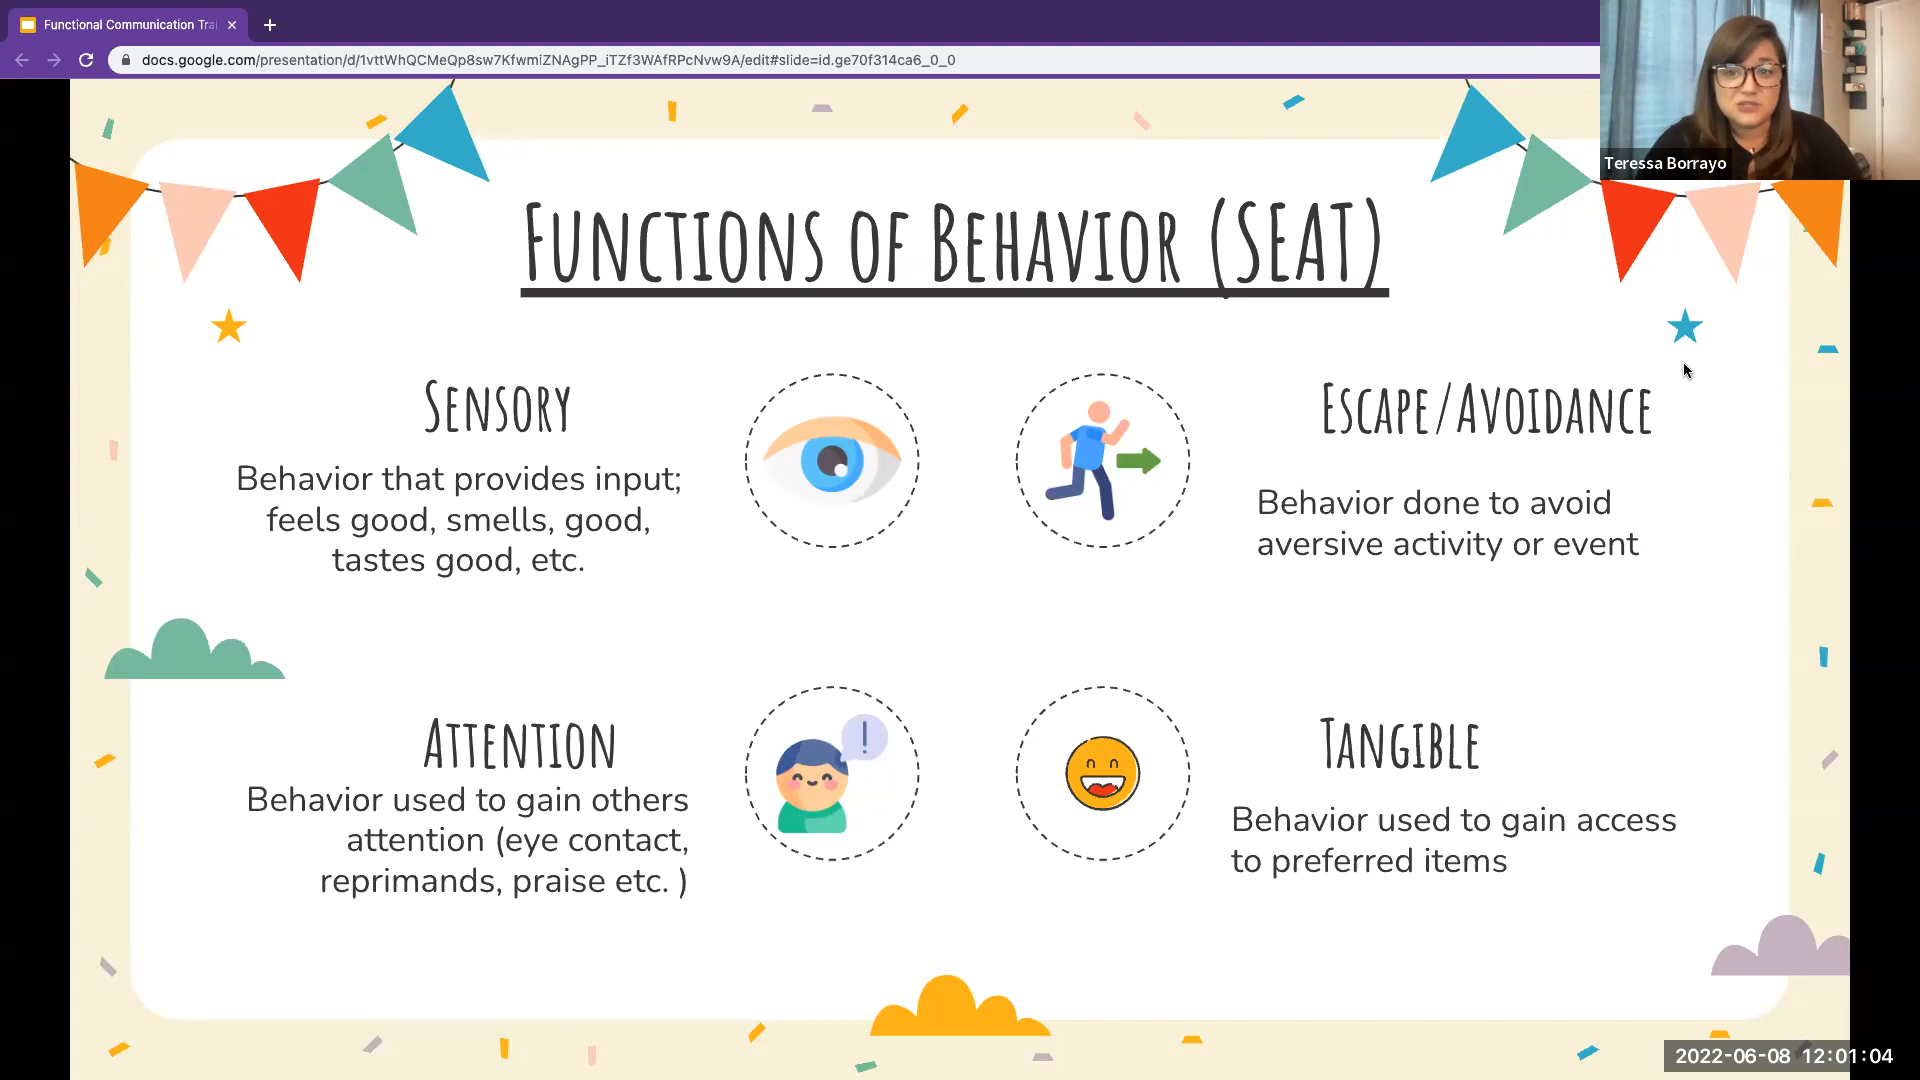 Functional Communication Trai
docs.google.com/presentation/d/1vttWhQCMeQp8sw7KfwmiZNAgPP_iTZf3WAfRPcNvw9A/edit#slide=id.ge70f314ca6_0_0
Teressa Borrayo
Functions of Behavior (SEAT)
Sensory
Behavior that provides input;
feels good, smells, good,
tastes good, etc.
Escape/Avoidance
Behavior done to avoid
aversive activity or event
Attention
Behavior used to gain others
attention (eye contact,
reprimands, praise etc. )
!
Tangible
Behavior used to gain access
to preferred items
2022-06-08 12:01:04